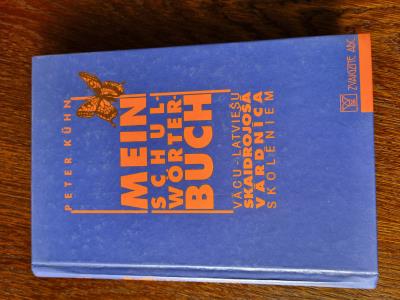 PETER KÜHN
MEIN
SCHUL-
WÖRTER-
BUCH
VĀCU-LATVIEŠU
SKAIDROJOŠĀ
VĀRDNĪCA
SKOLĒNIEM
ZVAIGZNE ABC